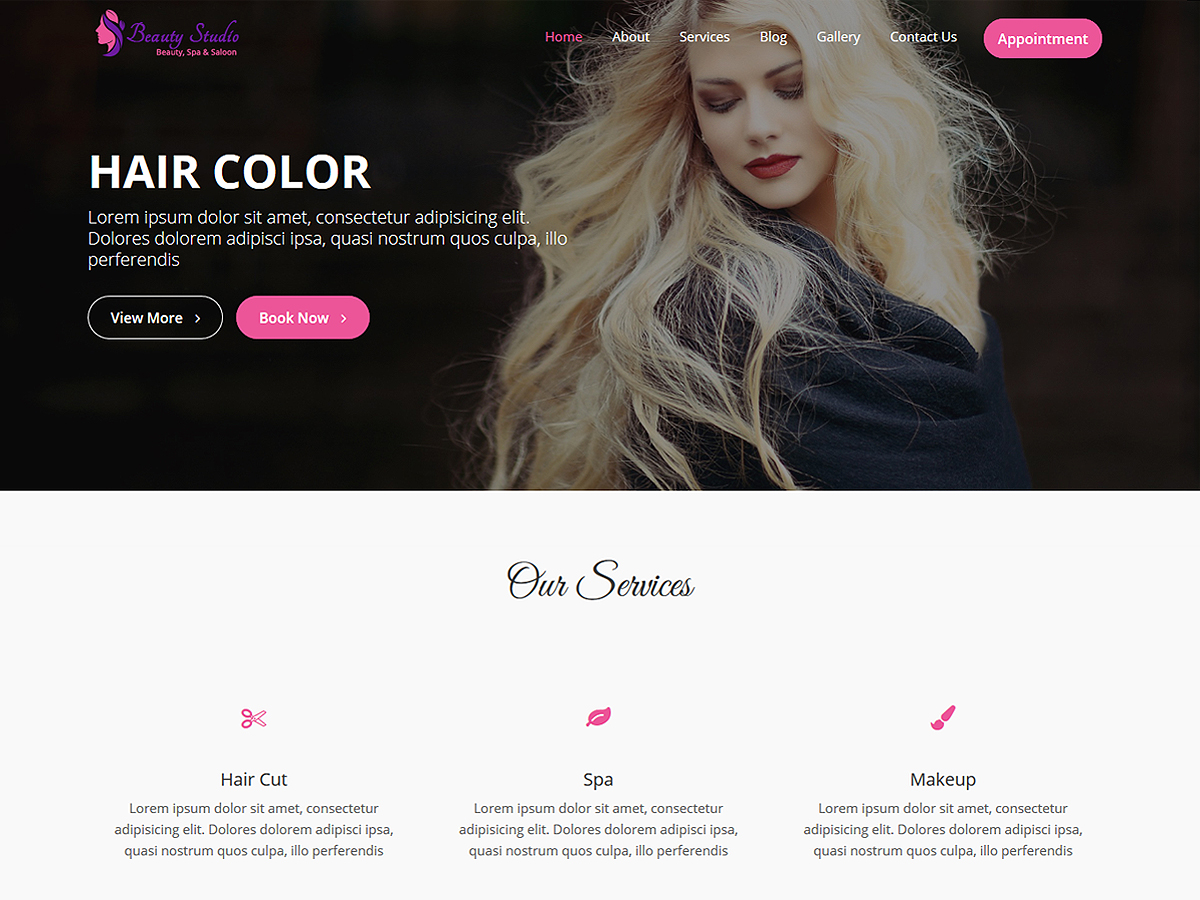 Beauty Studio
Beauty, Spa & Saloon
Home About Services Blog Gallery Contact Us Appointment
HAIR COLOR
Lorem ipsum dolor sit amet, consectetur adipisicing elit.
Dolores dolorem adipisci ipsa, quasi nostrum quos culpa, illo
perferendis
View More Book Now
Our Services
Hair Cut
Lorem ipsum dolor sit amet, consectetur
adipisicing elit. Dolores dolorem adipisci ipsa,
quasi nostrum quos culpa, illo perferendis
Spa
Lorem ipsum dolor sit amet, consectetur
adipisicing elit. Dolores dolorem adipisci ipsa,
quasi nostrum quos culpa, illo perferendis
Makeup
Lorem ipsum dolor sit amet, consectetur
adipisicing elit. Dolores dolorem adipisci ipsa,
quasi nostrum quos culpa, illo perferendis